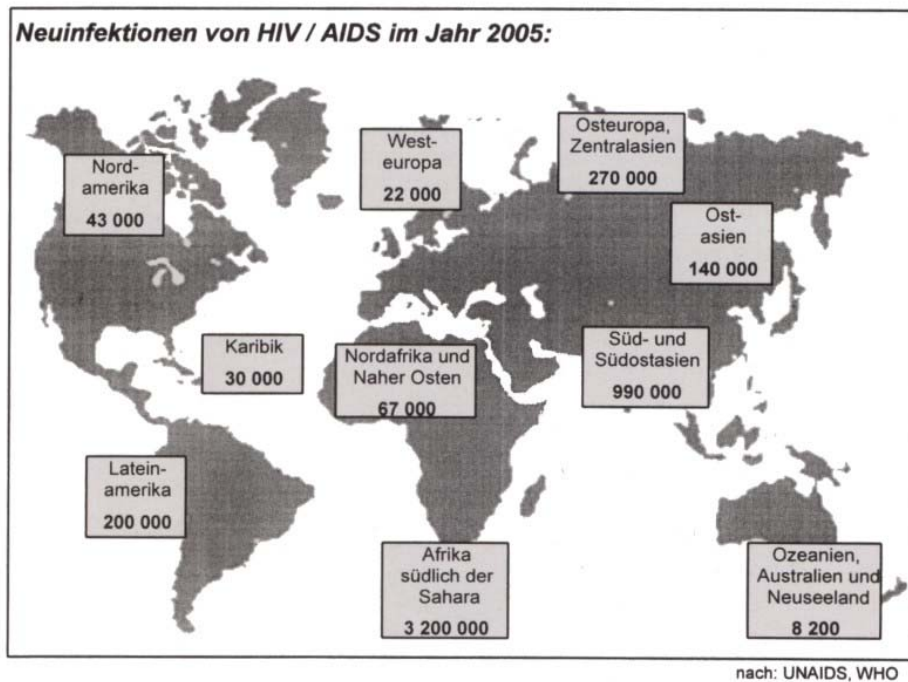 Neuinfektionen von HIV / AIDS im Jahr 2005:
Nord-
amerika
43 000
West-
europa
22 000
Osteuropa,
Zentralasien
270 000
Ost-
asien
140 000
Karibik
30 000
Nordafrika und
Naher Osten
67 000
Süd- und
Südostasien
990 000
Latein-
amerika
200 000
Afrika
südlich der
Sahara
3 200 000
Ozeanien,
Australien und
Neuseeland
8 200
nach: UNAIDS, WHO